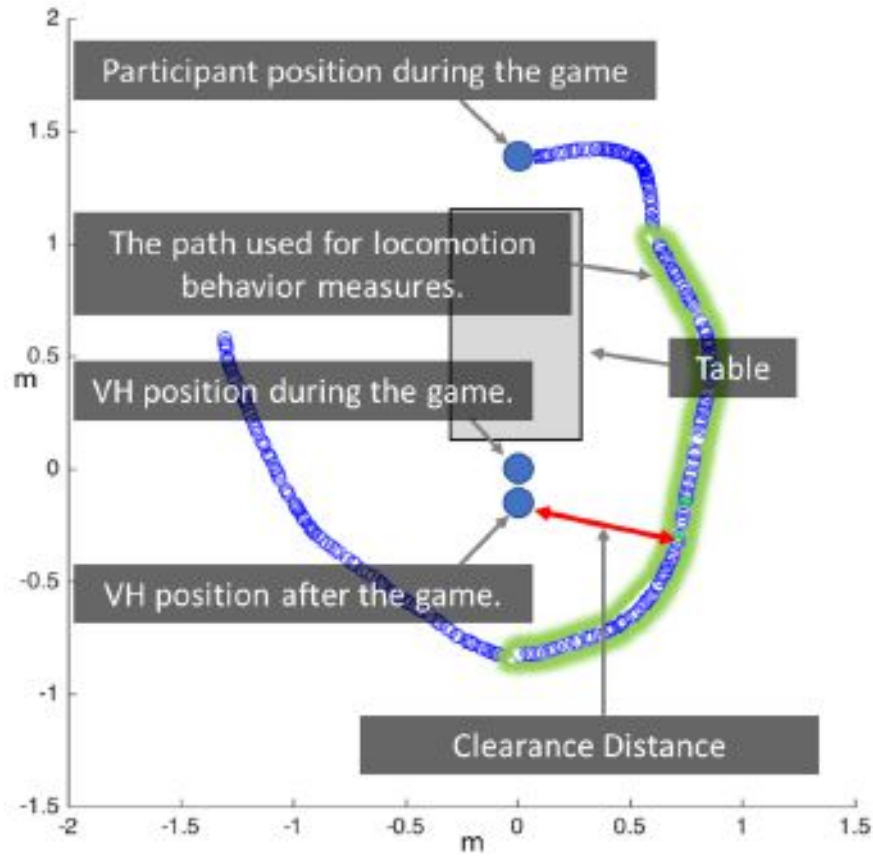 2
Participant position during the game
1.5
The path used for locomotion
behavior measures.
1
0.5
m
Table
VH position during the game.
0
VH position after the game.
-0.5
-1
Clearance Distance
-1.5
-2
-1.5
-1
-0.5
0
0.5
1
1.5
m